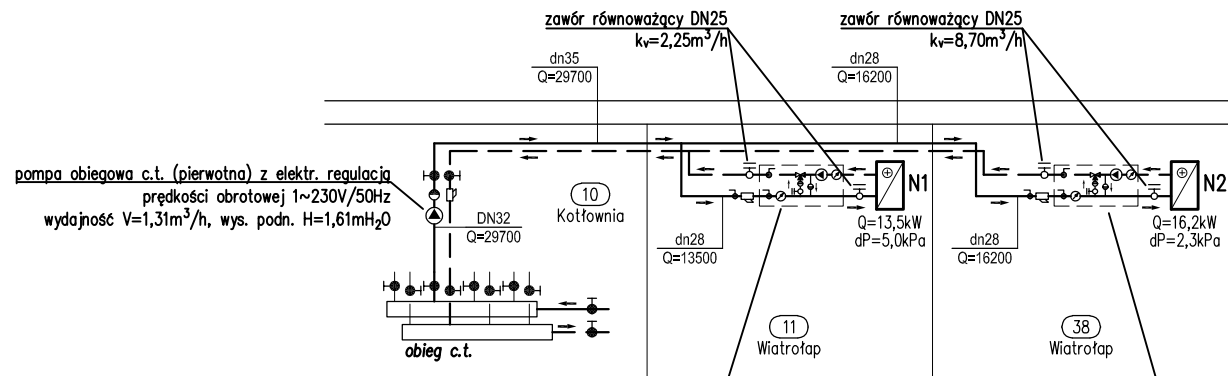 zawór równoważący DN25
kᵥ=2,25m³/h
zawór równoważący DN25
kᵥ=8,70m³/h
dn35
Q=29700
dn28
Q=16200
pompa obiegowa c.t. (pierwotna) z elektr. regulacją
prędkości obrotowej 1~230V/50Hz
wydajność V=1,31m³/h, wys. podn. H=1,61mH₂O
10
Kotłownia
DN32
Q=29700
N1
Q=13,5kW
dP=5,0kPa
dn28
Q=13500
N2
Q=16,2kW
dP=2,3kPa
dn28
Q=16200
11
Wiatrołap
38
Wiatrołap
obieg c.t.